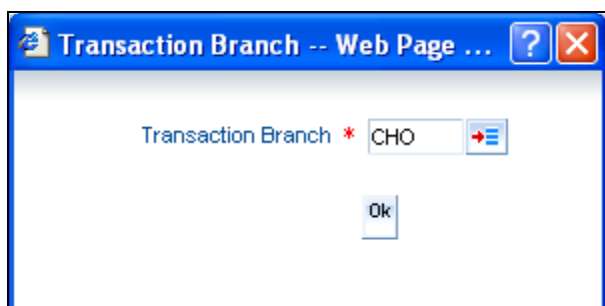 Transaction Branch -- Web Page ...
Transaction Branch * CHO
Ok